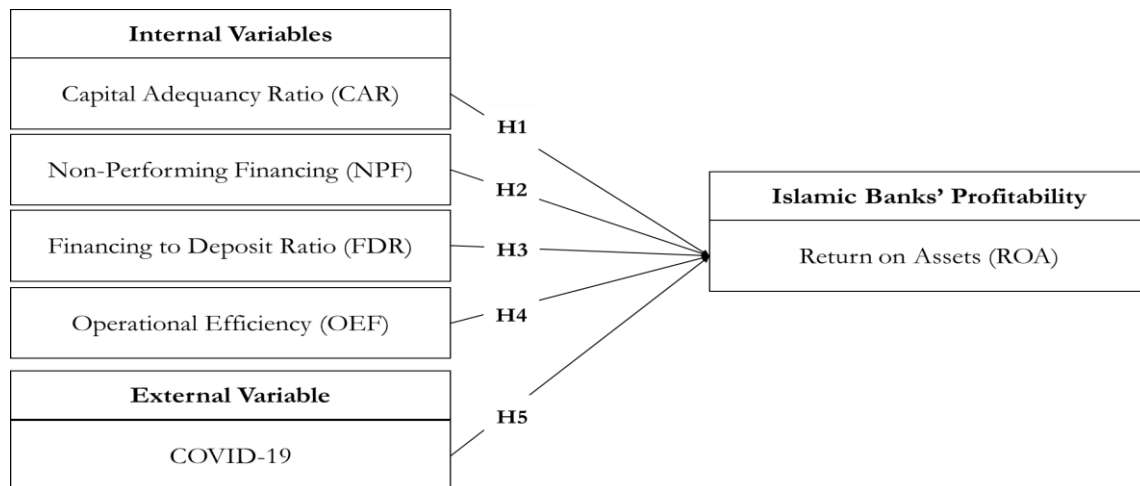 Internal Variables
Capital Adequancy Ratio (CAR)
H1
Non-Performing Financing (NPF)
H2
Islamic Banks' Profitability
Financing to Deposit Ratio (FDR)
H3
Return on Assets (ROA)
Operational Efficiency (OEF)
H4
External Variable
H5
COVID-19